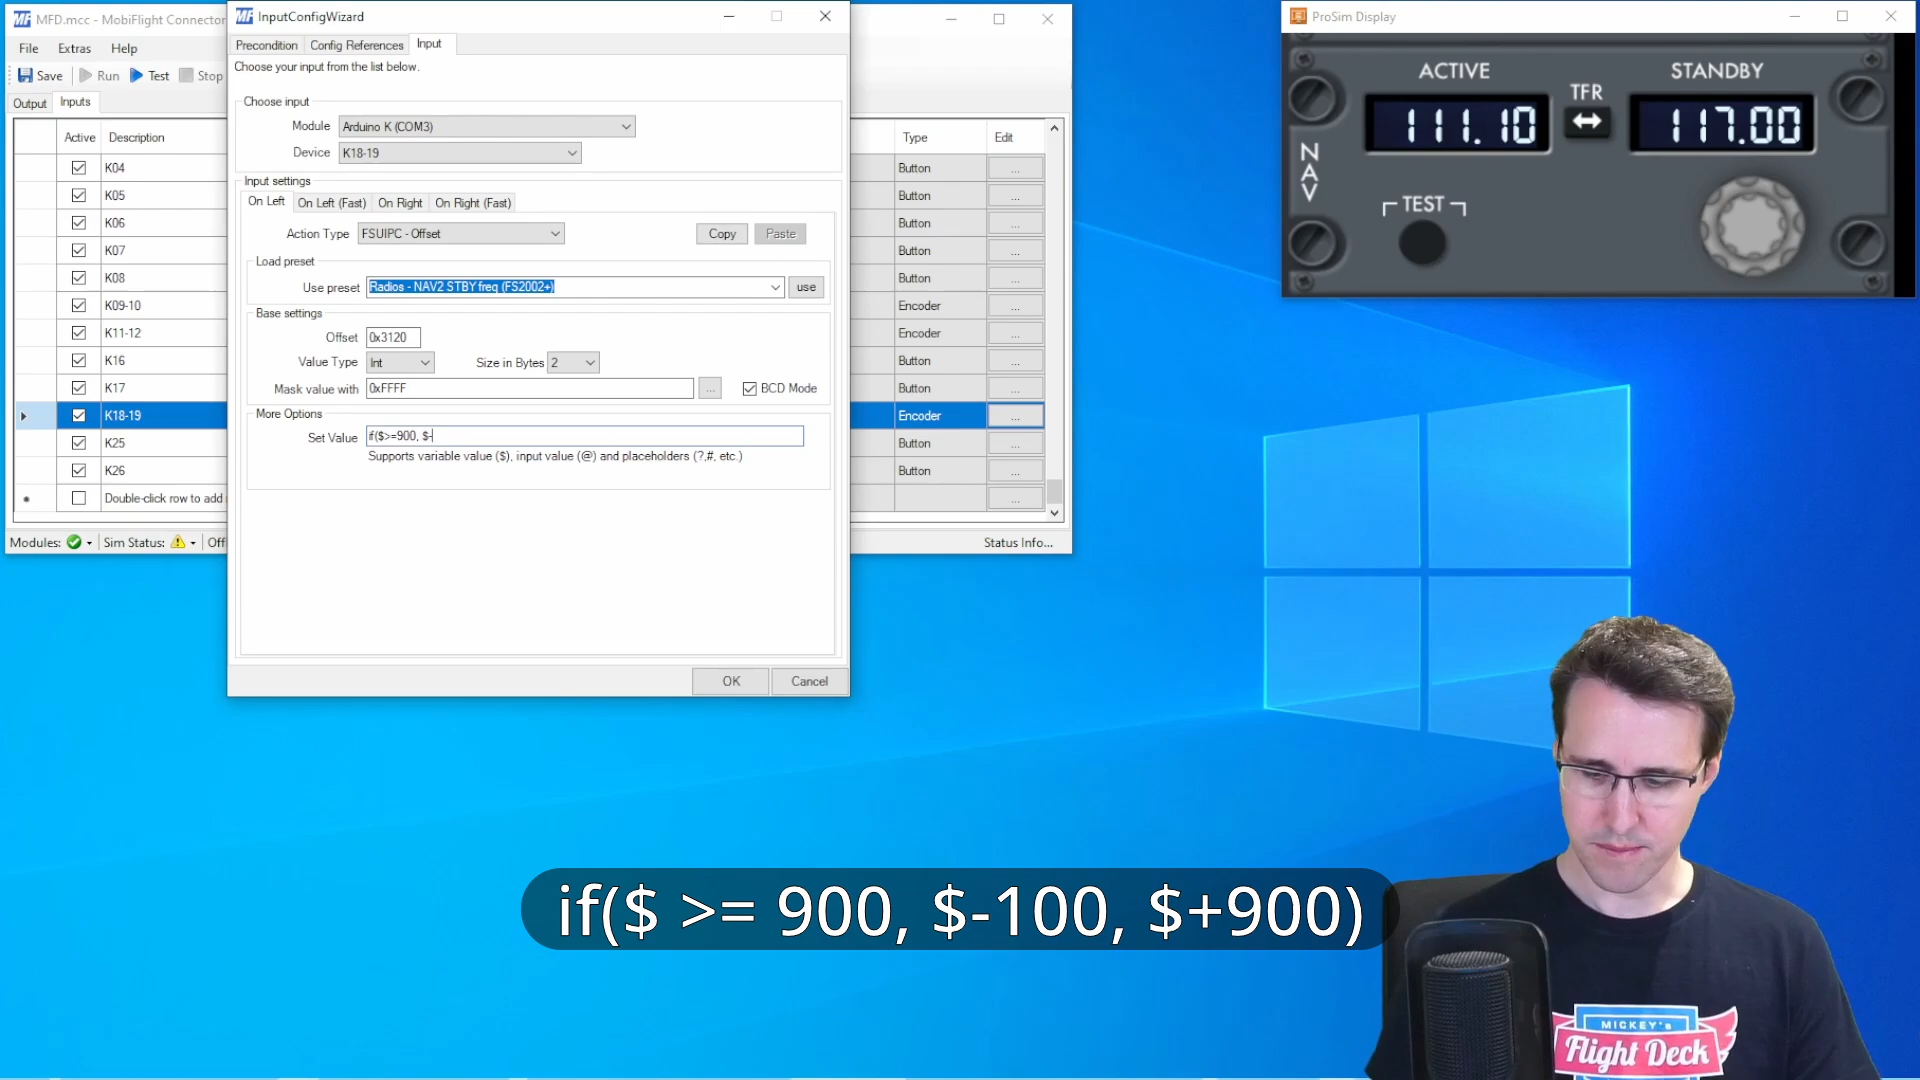 MFD.mcc - MobiFlight Connector
File Extras Help
Save Run Test Stop
Output Inputs
Active Description
K04
K05
K06
K07
K08
K09-10
K11-12
K16
K17
K18-19
K25
K26
Double-click row to add
Modules: Sim Status: Off
InputConfigWizard
Precondition Config References Input
Choose your input from the list below.
Choose input
Module Arduino K (COM3)
Device K18-19
Input settings
On Left On Left (Fast) On Right On Right (Fast)
Action Type FSUIPC - Offset Copy Paste
Load preset
Use preset Radios - NAV2 STBY freq (FS2002+) use
Base settings
Offset 0x3120
Value Type Int Size in Bytes 2
Mask value with 0xFFFF ... BCD Mode
More Options
Set Value if($>=900, $-
Supports variable value ($), input value (@) and placeholders (?,#, etc.)
OK Cancel
Type Edit
Button ...
Button ...
Button ...
Button ...
Button ...
Encoder ...
Encoder ...
Button ...
Button ...
Encoder ...
Button ...
Button ...
...
Status Info...
ProSim Display
ACTIVE STANDBY
TFR
111.10 117.00
NAV
TEST
if($ >= 900, $-100, $+900)
MICKEY's
Flight Deck